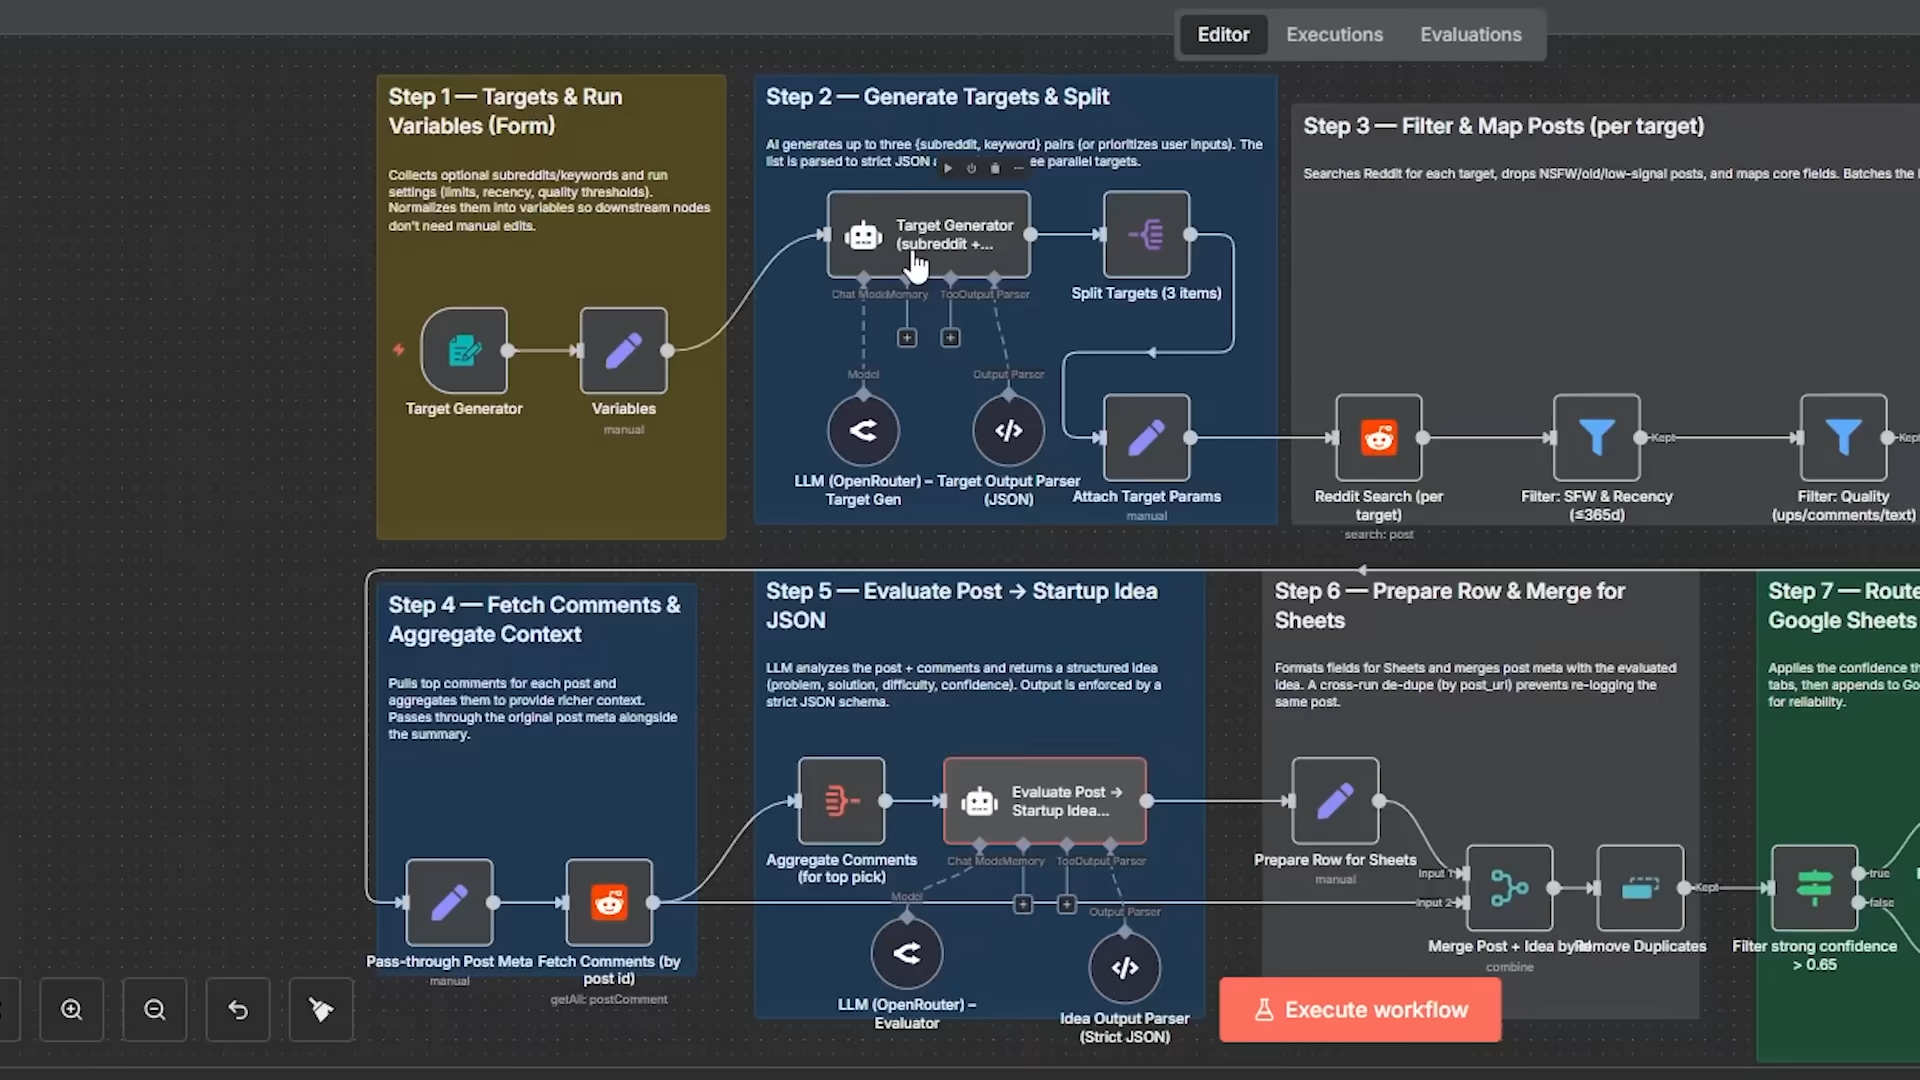 Editor
Executions
Evaluations
Step 1 — Targets & Run
Variables (Form)
Collects optional subreddits/keywords and run
settings (limits, recency, quality thresholds).
Normalizes them into variables so downstream nodes
don't need manual edits.
Target Generator
Variables
manual
Step 2 — Generate Targets & Split
AI generates up to three {subreddit, keyword} pairs (or prioritizes user inputs). The
list is parsed to strict JSON
ee parallel targets.
Target Generator
(subreddit +...
Chat Mod
Memory
Too
Output Parser
Split Targets (3 items)
Model
Output Parser
LLM (OpenRouter) –
Target Gen
Target Output Parser
(JSON)
Attach Target Params
manual
Step 3 — Filter & Map Posts (per target)
Searches Reddit for each target, drops NSFW/old/low-signal posts, and maps core fields. Batches the
Reddit Search (per
target)
search: post
Kept
Filter: SFW & Recency
(≤365d)
Kept
Filter: Quality
(ups/comments/text)
Step 4 — Fetch Comments &
Aggregate Context
Pulls top comments for each post and
aggregates them to provide richer context.
Passes through the original post meta alongside
the summary.
Pass-through Post Meta
manual
Fetch Comments (by
post id)
getAll: postComment
Step 5 — Evaluate Post → Startup Idea
JSON
LLM analyzes the post + comments and returns a structured idea
(problem, solution, difficulty, confidence). Output is enforced by a
strict JSON schema.
Aggregate Comments
(for top pick)
Evaluate Post →
Startup Idea...
Chat Mod
Memory
Too
Output Parser
Model
Output Parser
LLM (OpenRouter) –
Evaluator
Idea Output Parser
(Strict JSON)
Step 6 — Prepare Row & Merge for
Sheets
Formats fields for Sheets and merges post meta with the evaluated
idea. A cross-run de-dupe (by post_url) prevents re-logging the
same post.
Prepare Row for Sheets
manual
Input 1
Input 2
Merge Post + Idea by
combine
Remove Duplicates
Kept
Step 7 — Route
Google Sheets
Applies the confidence th
tabs, then appends to Go
for reliability.
true
false
Filter strong confidence
> 0.65
Execute workflow